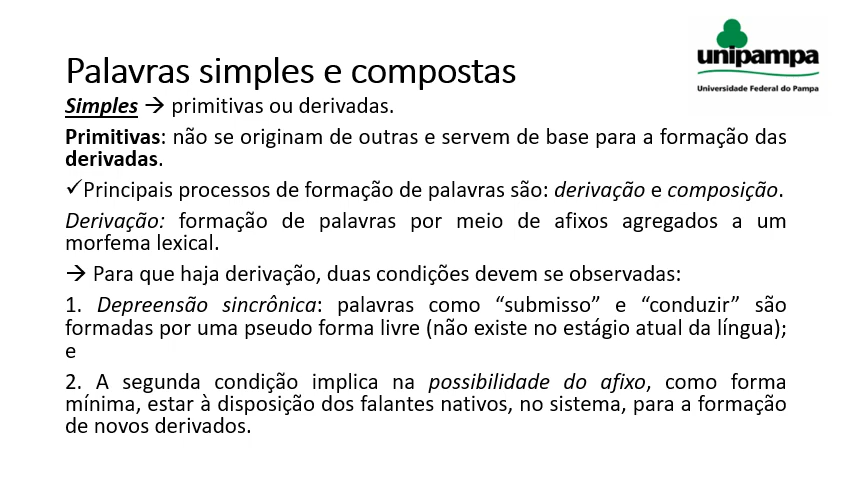 unipampa
Universidade Federal do Pampa
Palavras simples e compostas
Simples → primitivas ou derivadas.
Primitivas: não se originam de outras e servem de base para a formação das
derivadas.
✓Principais processos de formação de palavras são: derivação e composição.
Derivação: formação de palavras por meio de afixos agregados a um
morfema lexical.
→ Para que haja derivação, duas condições devem se observadas:
1. Depreensão sincrônica: palavras como “submisso” e “conduzir” são
formadas por uma pseudo forma livre (não existe no estágio atual da língua);
e
2. A segunda condição implica na possibilidade do afixo, como forma
mínima, estar à disposição dos falantes nativos, no sistema, para a formação
de novos derivados.